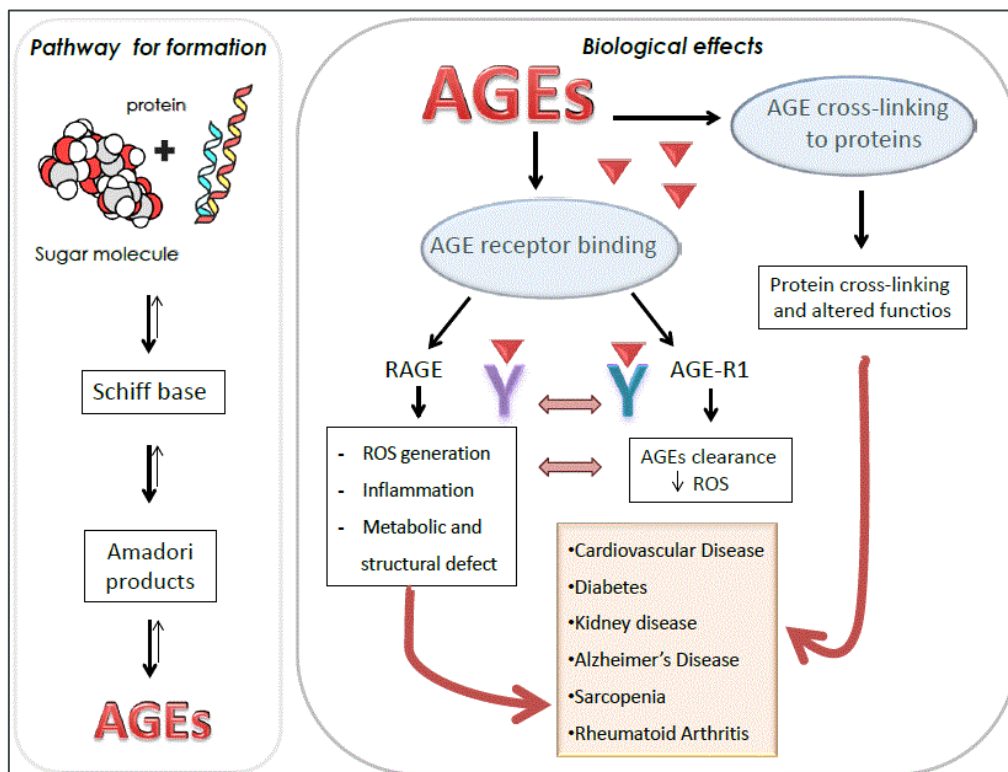 Pathway for formation
protein
+
Sugar molecule
Schiff base
Amadori
products
AGEs
Biological effects
AGEs
AGE cross-linking
to proteins
AGE receptor binding
Protein cross-linking
and altered functios
RAGE
Y
Y
AGE-R1
- ROS generation
- Inflammation
- Metabolic and
structural defect
AGEs clearance
↓ ROS
•Cardiovascular Disease
•Diabetes
•Kidney disease
•Alzheimer's Disease
•Sarcopenia
•Rheumatoid Arthritis